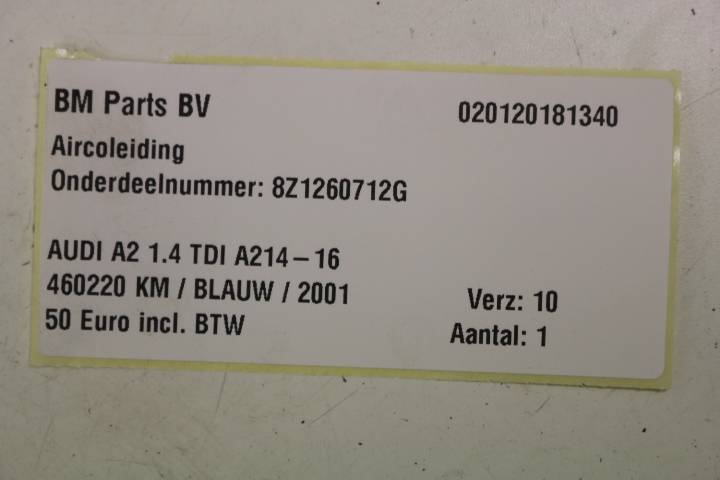 BM Parts BV 020120181340
Aircoleiding
Onderdeelnummer: 8Z1260712G
AUDI A2 1.4 TDI A214-16
460220 KM / BLAUW / 2001 Verz: 10
50 Euro incl. BTW Aantal: 1